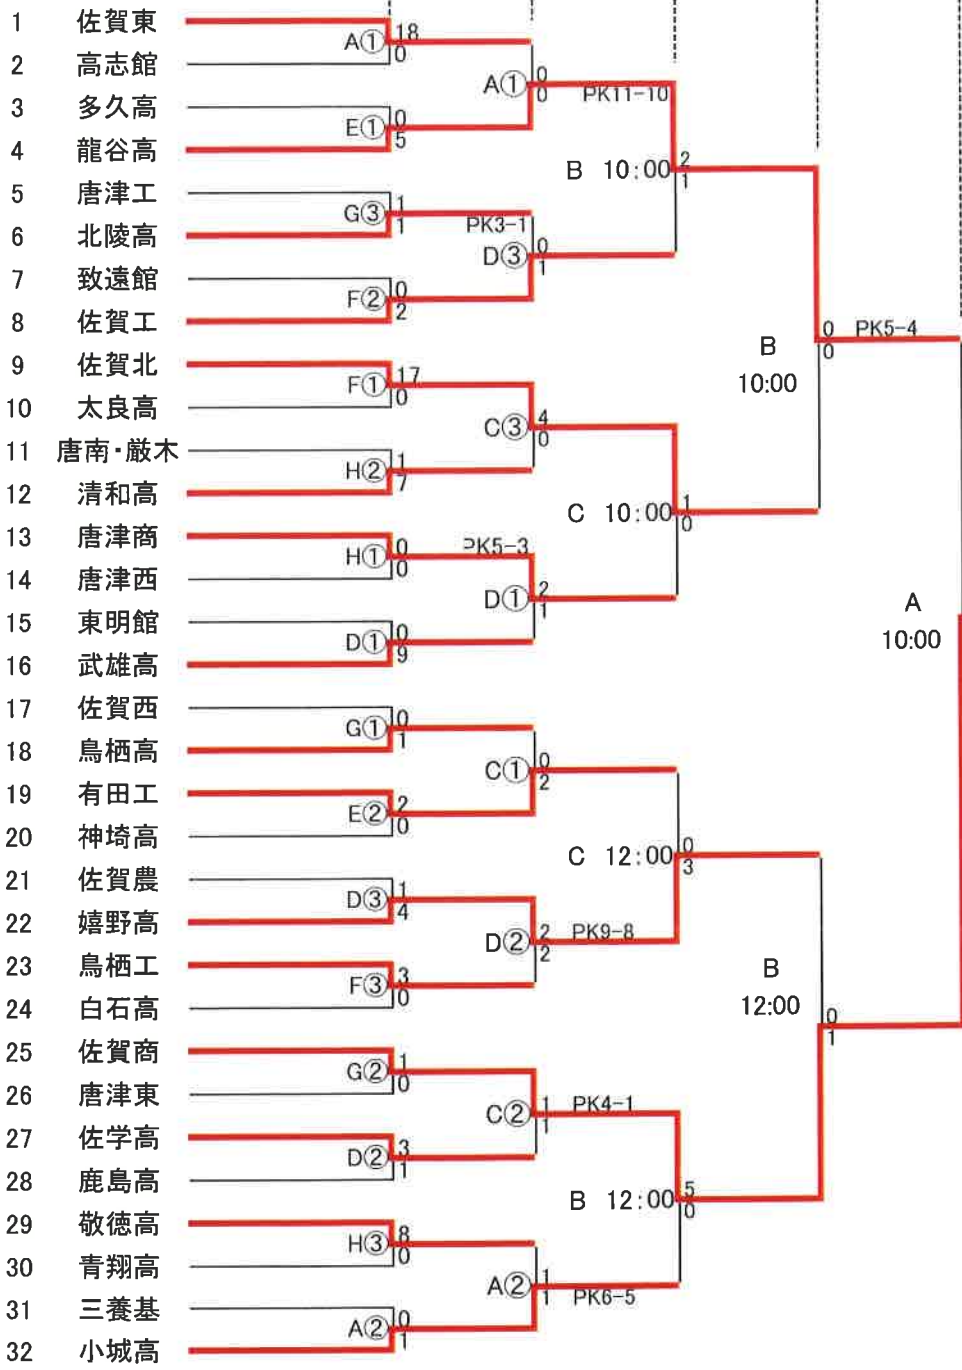 1 佐賀東
A① 18
0
2 高志館
A① 0
0 PK11-10
3 多久高
E① 0
5
4 龍谷高
B 10:00 2
1
5 唐津工
G③ 1
1 PK3-1
6 北陵高
D③ 0
1
7 致遠館
F② 0
2
8 佐賀工
B
10:00
0
0 PK5-4
9 佐賀北
F① 17
0
10 太良高
C③ 4
0
11 唐南・厳木
H② 1
7
12 清和高
C 10:00 1
0
13 唐津商
H① 0
0 PK5-3
14 唐津西
D① 2
1
15 東明館
D① 0
9
16 武雄高
A
10:00
17 佐賀西
G① 0
1
18 鳥栖高
C① 0
2
19 有田工
E② 2
0
20 神埼高
C 12:00 0
3
21 佐賀農
D③ 1
4
22 嬉野高
D② 2
2 PK9-8
23 鳥栖工
F③ 3
0
24 白石高
B
12:00
0
1
25 佐賀商
G② 1
0
26 唐津東
C② 1
1 PK4-1
27 佐学高
D② 3
1
28 鹿島高
B 12:00 5
0
29 敬徳高
H③ 8
0
30 青翔高
A② 1
1 PK6-5
31 三養基
A② 0
1
32 小城高